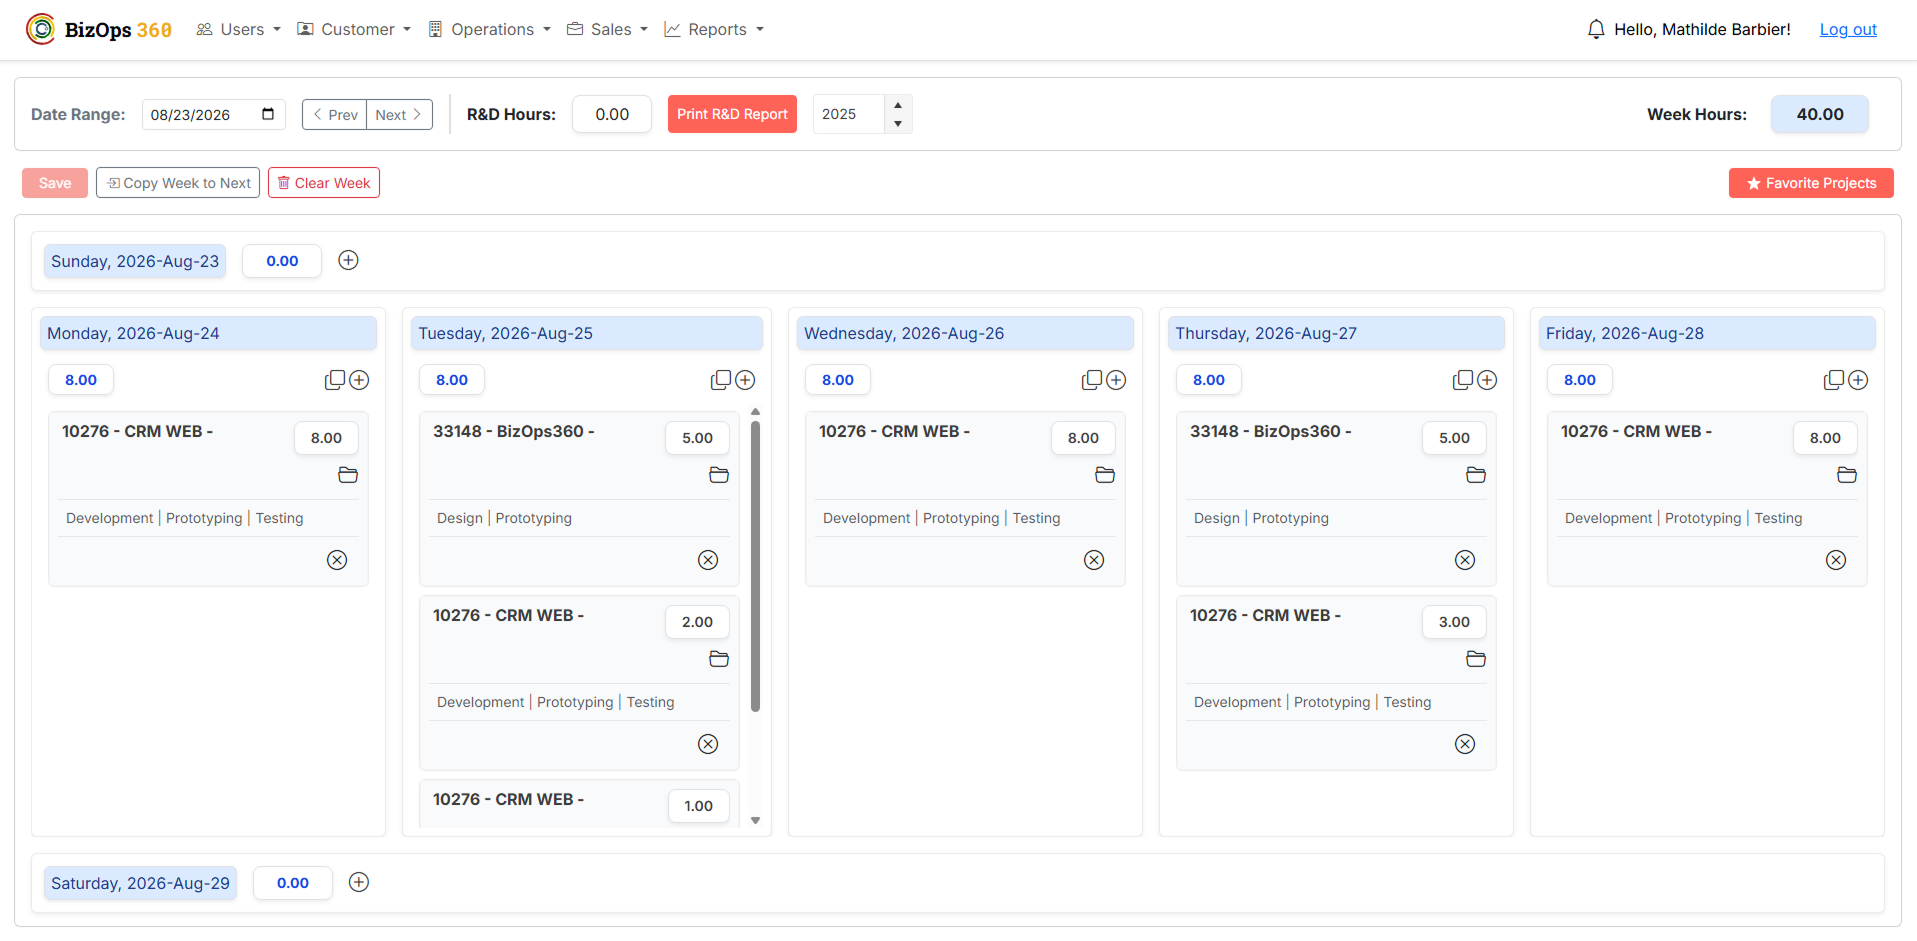 BizOps 360 Users Customer Operations Sales Reports Hello, Mathilde Barbier! Log out
Date Range: 08/23/2026 Prev Next R&D Hours: 0.00 Print R&D Report 2025 Week Hours: 40.00
Save Copy Week to Next Clear Week Favorite Projects
Sunday, 2026-Aug-23 0.00
Monday, 2026-Aug-24
8.00
10276 - CRM WEB - 8.00
Development | Prototyping | Testing
Tuesday, 2026-Aug-25
8.00
33148 - BizOps360 - 5.00
Design | Prototyping
10276 - CRM WEB - 2.00
Development | Prototyping | Testing
10276 - CRM WEB - 1.00
Wednesday, 2026-Aug-26
8.00
10276 - CRM WEB - 8.00
Development | Prototyping | Testing
Thursday, 2026-Aug-27
8.00
33148 - BizOps360 - 5.00
Design | Prototyping
10276 - CRM WEB - 3.00
Development | Prototyping | Testing
Friday, 2026-Aug-28
8.00
10276 - CRM WEB - 8.00
Development | Prototyping | Testing
Saturday, 2026-Aug-29 0.00